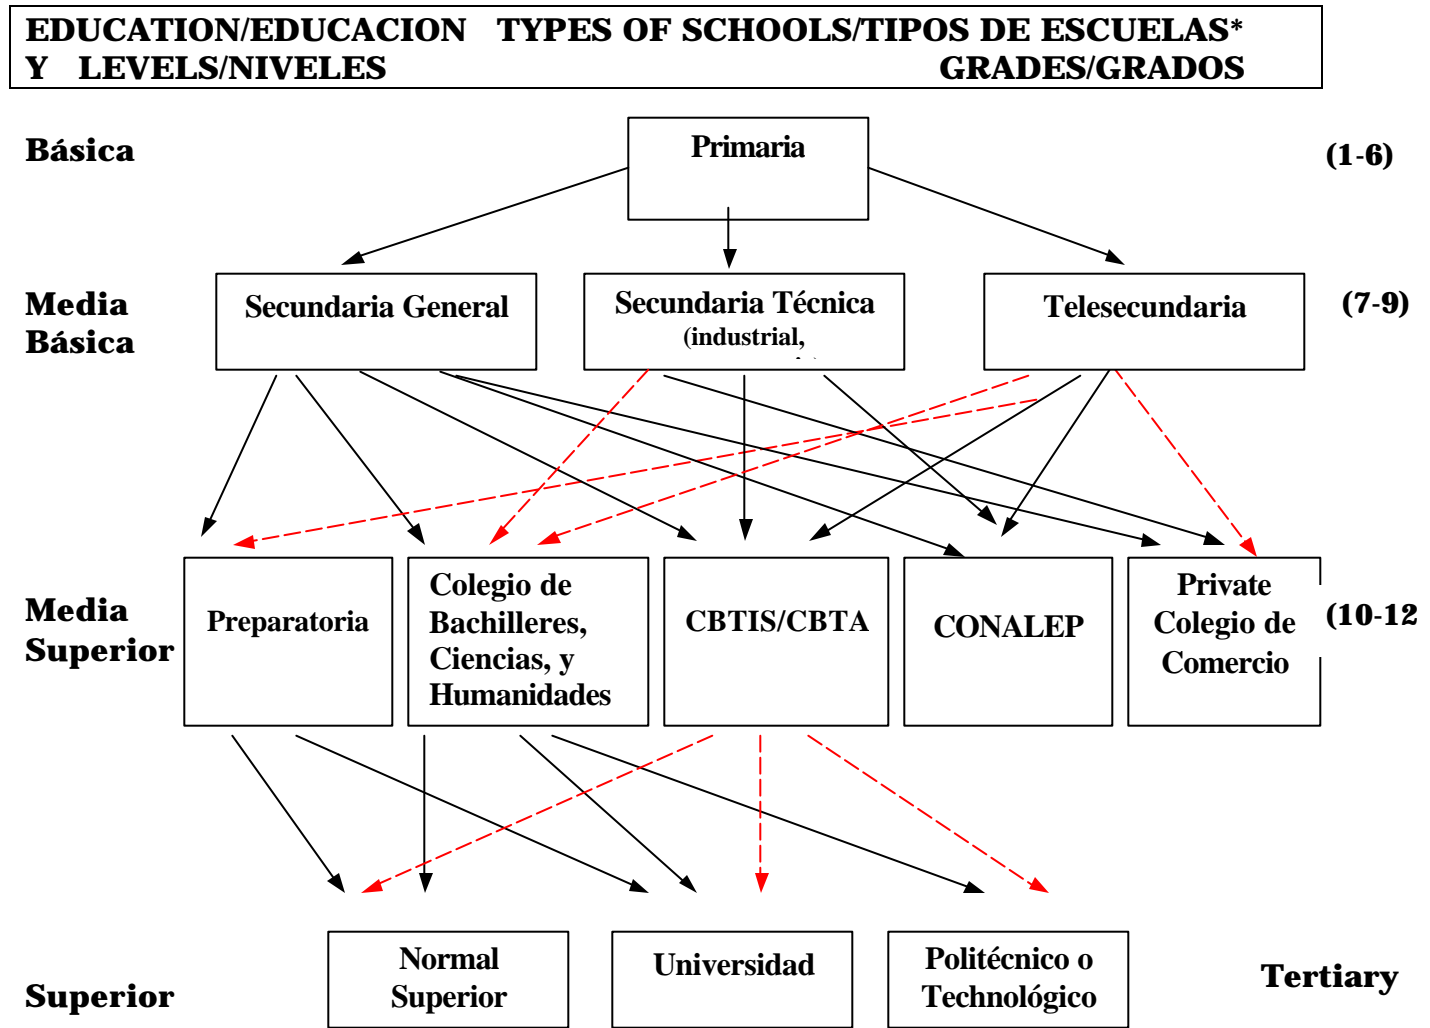 EDUCATION/EDUCACION TYPES OF SCHOOLS/TIPOS DE ESCUELAS*
Y LEVELS/NIVELES GRADES/GRADOS
Básica
Primaria
(1-6)
Media
Básica
Secundaria General
Secundaria Técnica
(industrial,
Telesecundaria
(7-9)
Media
Superior
Preparatoria
Colegio de
Bachilleres,
Ciencias, y
Humanidades
CBTIS/CBTA
CONALEP
Private
Colegio de
Comercio
(10-12
Superior
Normal
Superior
Universidad
Politécnico o
Technológico
Tertiary